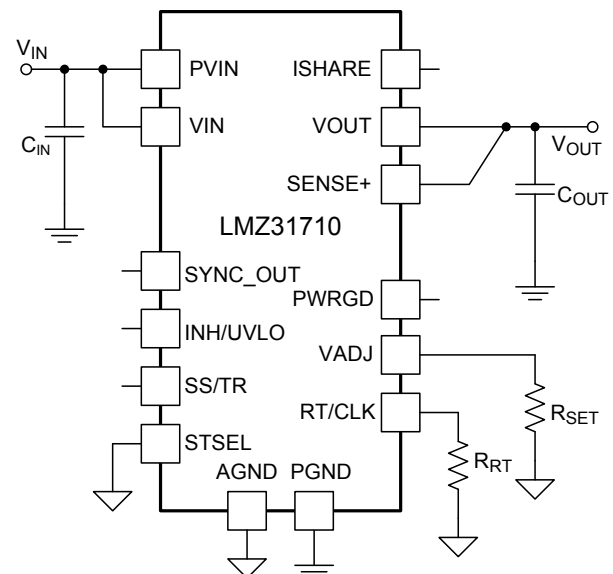 VIN
PVIN
ISHARE
VIN
VOUT
CIN
VOUT
SENSE+
COUT
LMZ31710
SYNC_OUT
PWRGD
INH/UVLO
VADJ
SS/TR
RT/CLK
RSET
STSEL
RRT
AGND
PGND